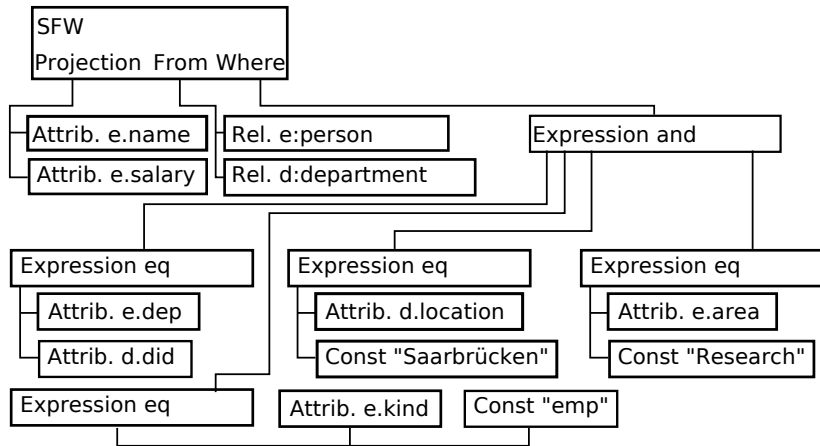 SFW
Projection From Where
Attrib. e.name
Rel. e:person
Expression and
Attrib. e.salary
Rel. d:department
Expression eq
Expression eq
Expression eq
Attrib. e.dep
Attrib. d.location
Attrib. e.area
Attrib. d.did
Const "Saarbrücken"
Const "Research"
Expression eq
Attrib. e.kind
Const "emp"